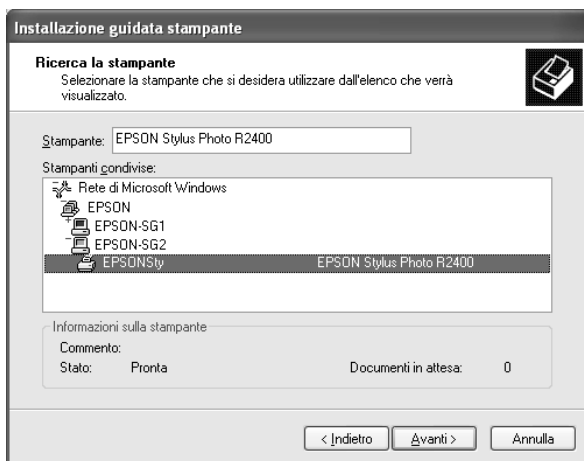 Installazione guidata stampante
Ricerca la stampante
Selezionare la stampante che si desidera utilizzare dall'elenco che verrà
visualizzato.
Stampante: EPSON Stylus Photo R2400
Stampanti condivise:
Rete di Microsoft Windows
EPSON
EPSON-SG1
EPSON-SG2
EPSONSty EPSON Stylus Photo R2400
Informazioni sulla stampante
Commento:
Stato: Pronta Documenti in attesa: 0
< Indietro Avanti > Annulla